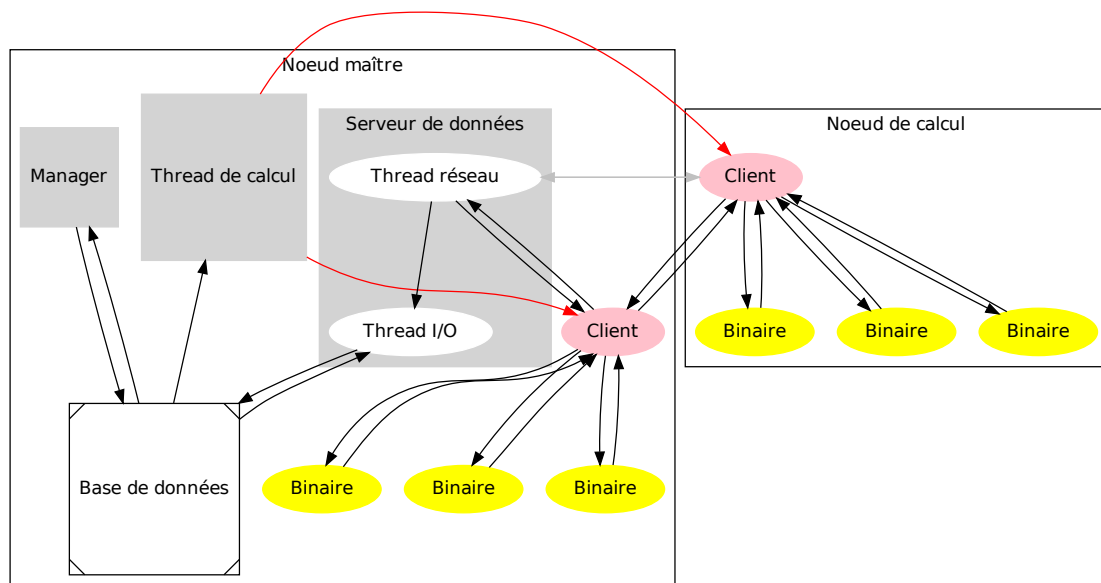 Noeud maître
Manager
Thread de calcul
Serveur de données
Thread réseau
Thread I/O
Client
Base de données
Binaire
Binaire
Binaire
Noeud de calcul
Client
Binaire
Binaire
Binaire